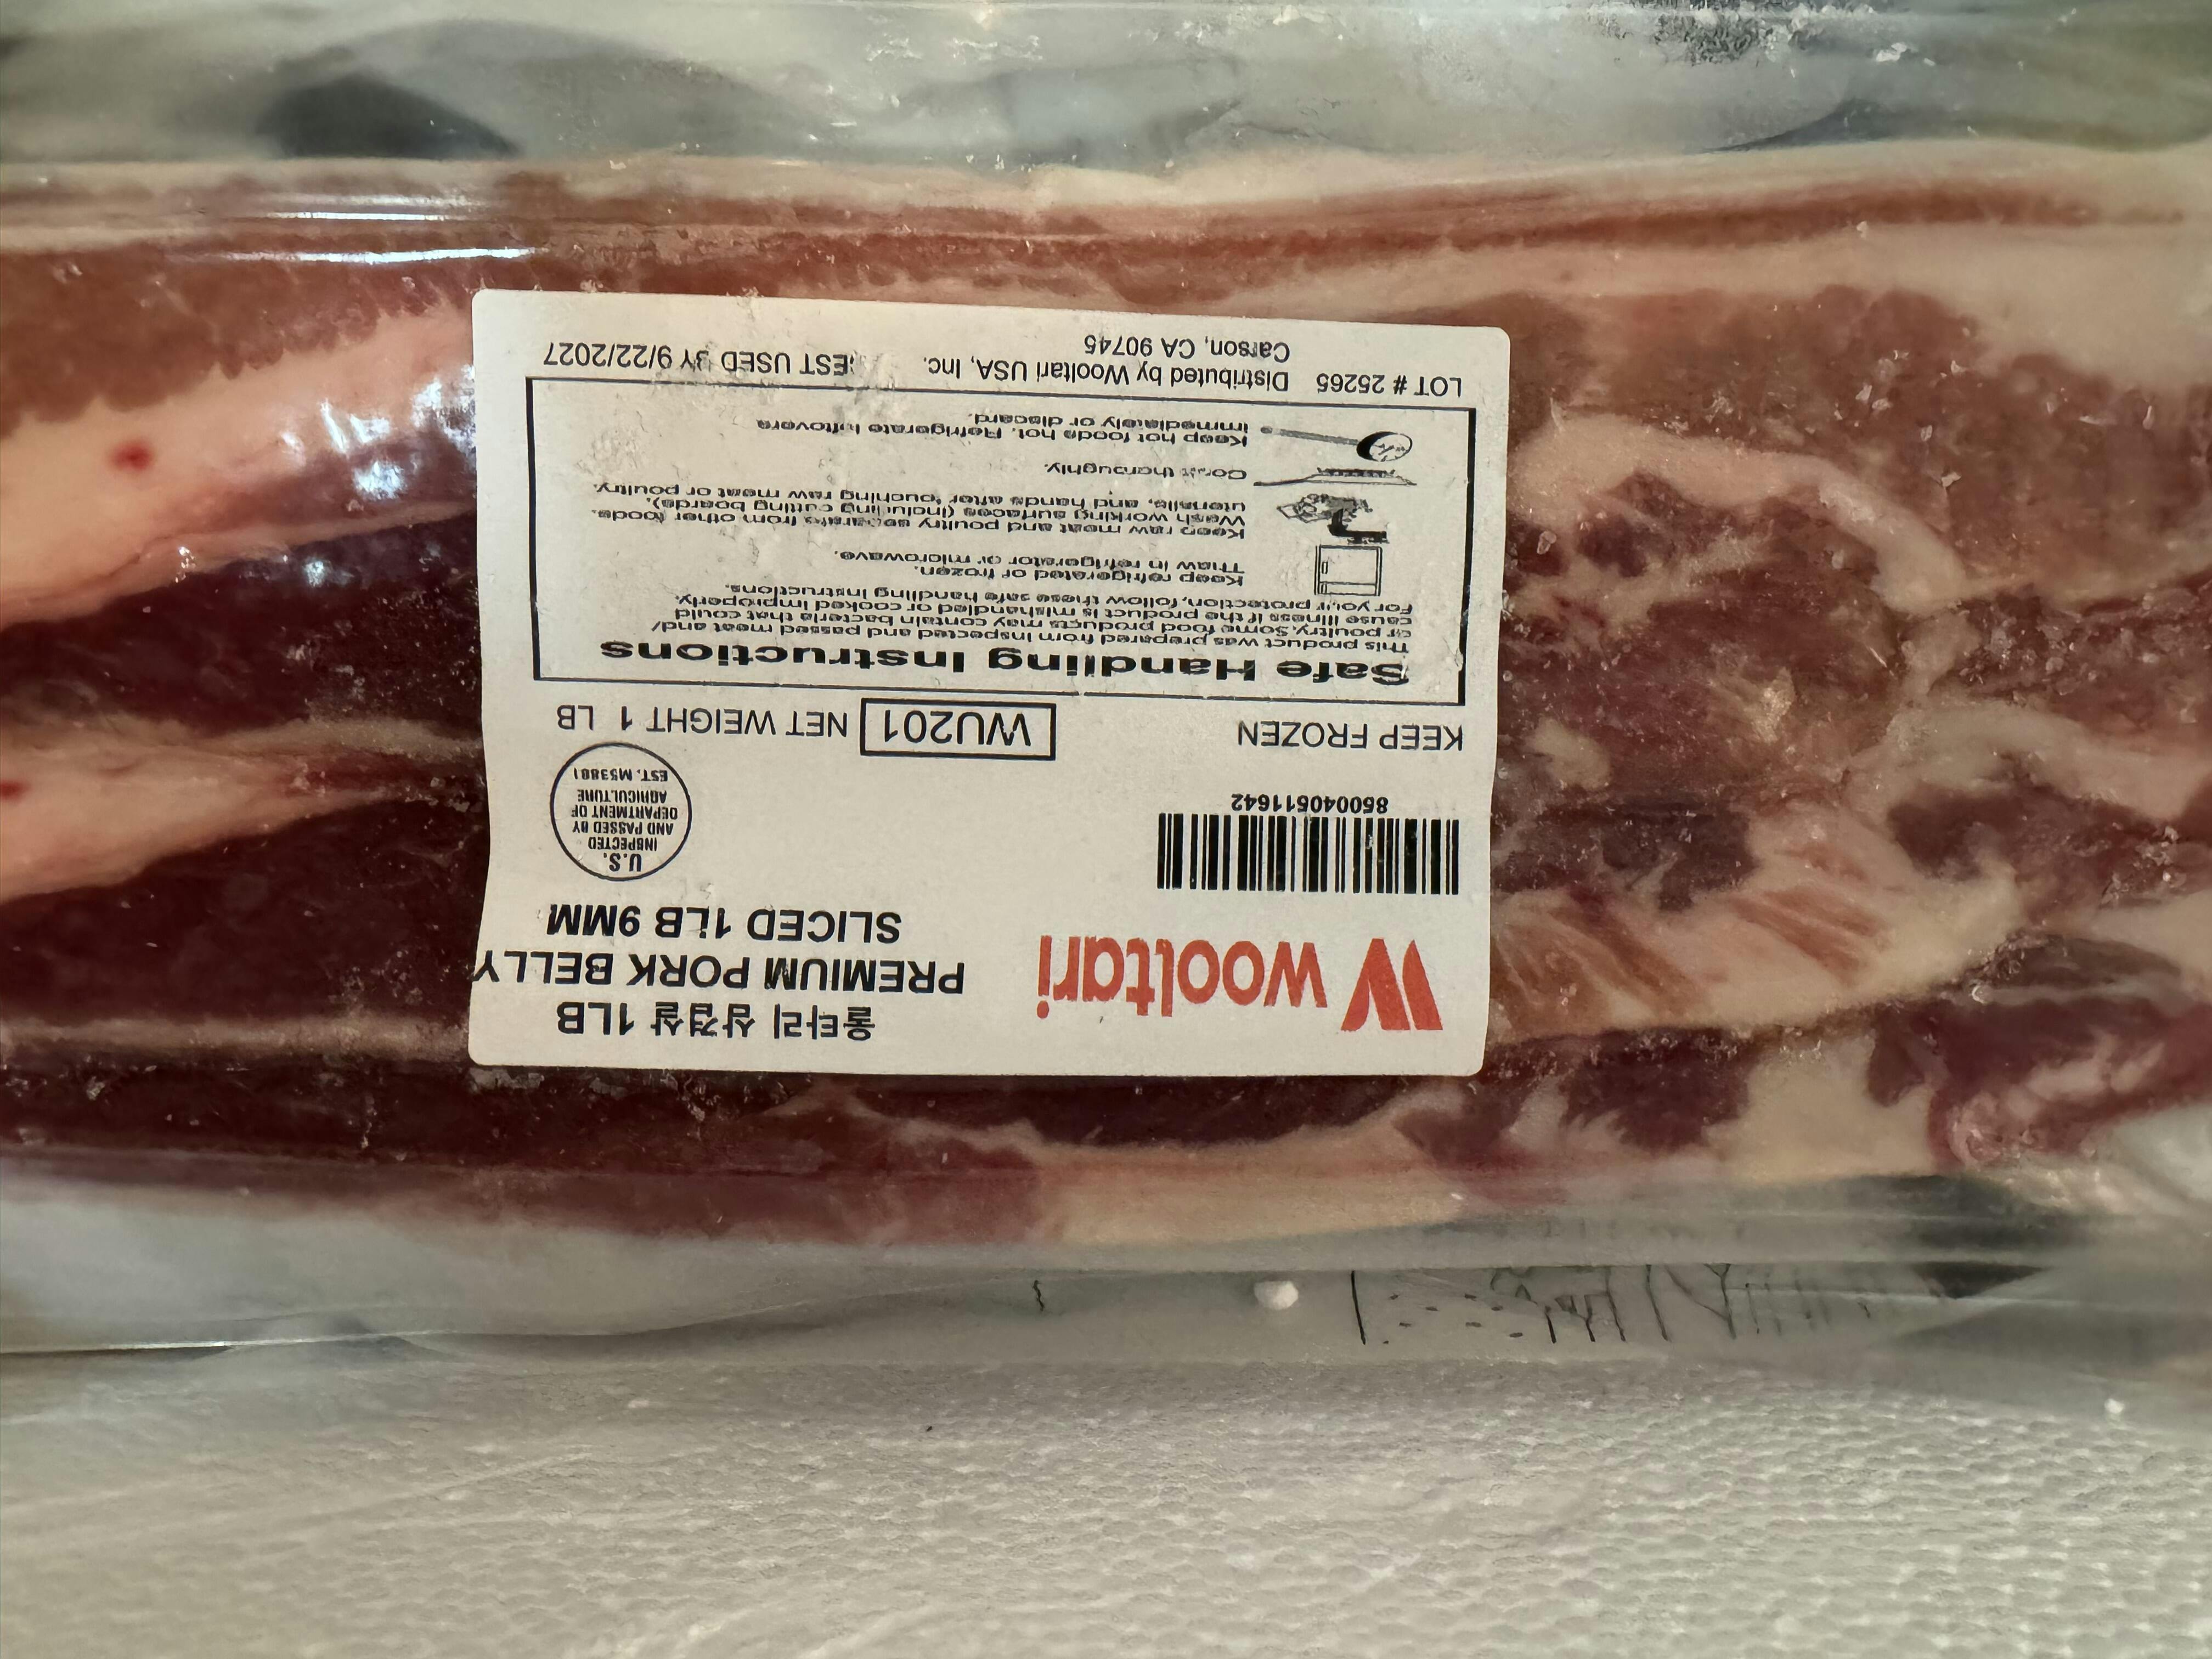 wooltari
울타리 삼겹살 1LB
PREMIUM PORK BELLY
SLICED 1LB 9MM
850040511642
U.S.
INSPECTED
AND PASSED BY
DEPARTMENT OF
AGRICULTURE
EST. M53881
KEEP FROZEN
WU201
NET WEIGHT 1 LB
Safe Handling Instructions
This product was prepared from inspected and passed meat and/
or poultry. Some food products may contain bacteria that could
cause illness if the product is mishandled or cooked improperly.
For your protection, follow these safe handling instructions.
Keep refrigerated or frozen.
Thaw in refrigerator or microwave.
Keep raw meat and poultry separate from other foods.
Wash working surfaces (including cutting boards),
utensils, and hands after touching raw meat or poultry.
Cook thoroughly.
Keep hot foods hot. Refrigerate leftovers
immediately or discard.
LOT # 25265
Distributed by Wooltari USA, Inc.
Carson, CA 90745
BEST USED BY 9/22/2027